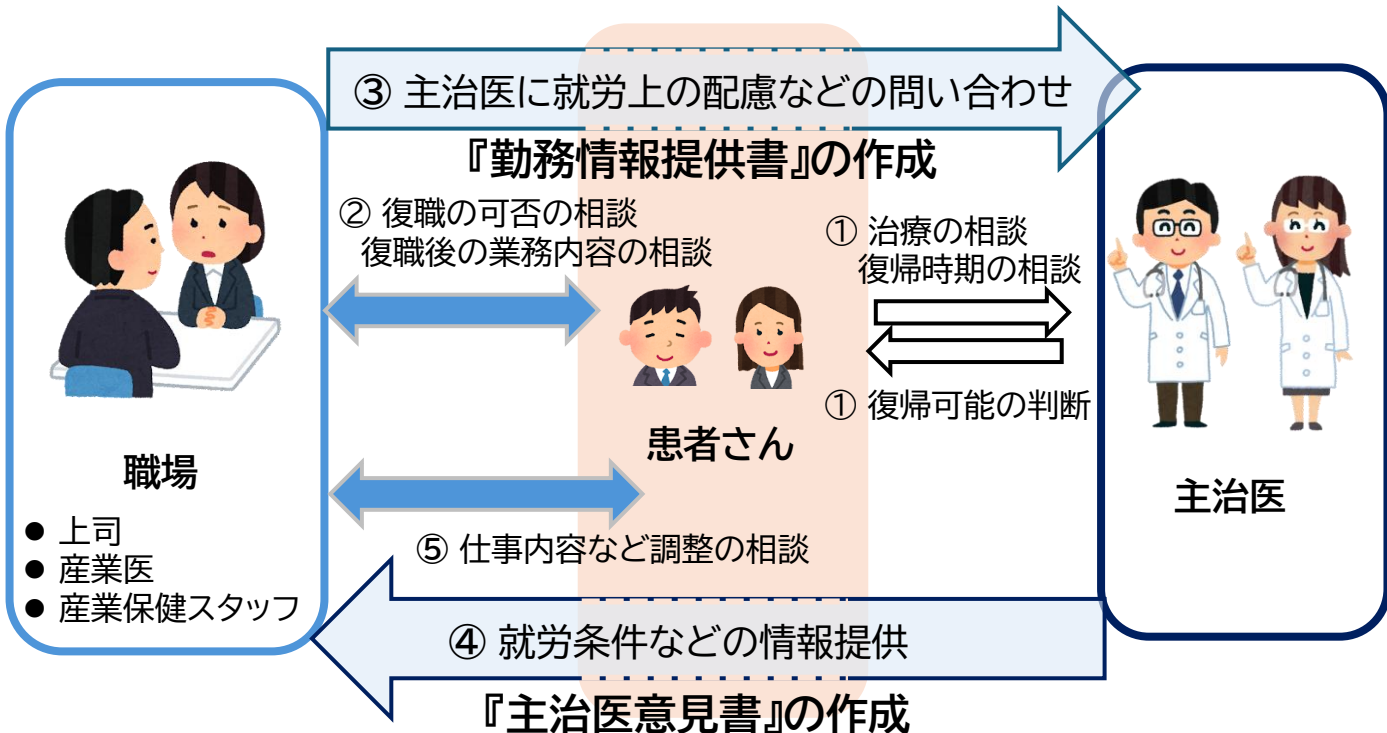 ③ 主治医に就労上の配慮などの問い合わせ
『勤務情報提供書』の作成
② 復職の可否の相談
復職後の業務内容の相談
① 治療の相談
復帰時期の相談
① 復帰可能の判断
患者さん
職場
● 上司
● 産業医
● 産業保健スタッフ
主治医
⑤ 仕事内容など調整の相談
④ 就労条件などの情報提供
『主治医意見書』の作成